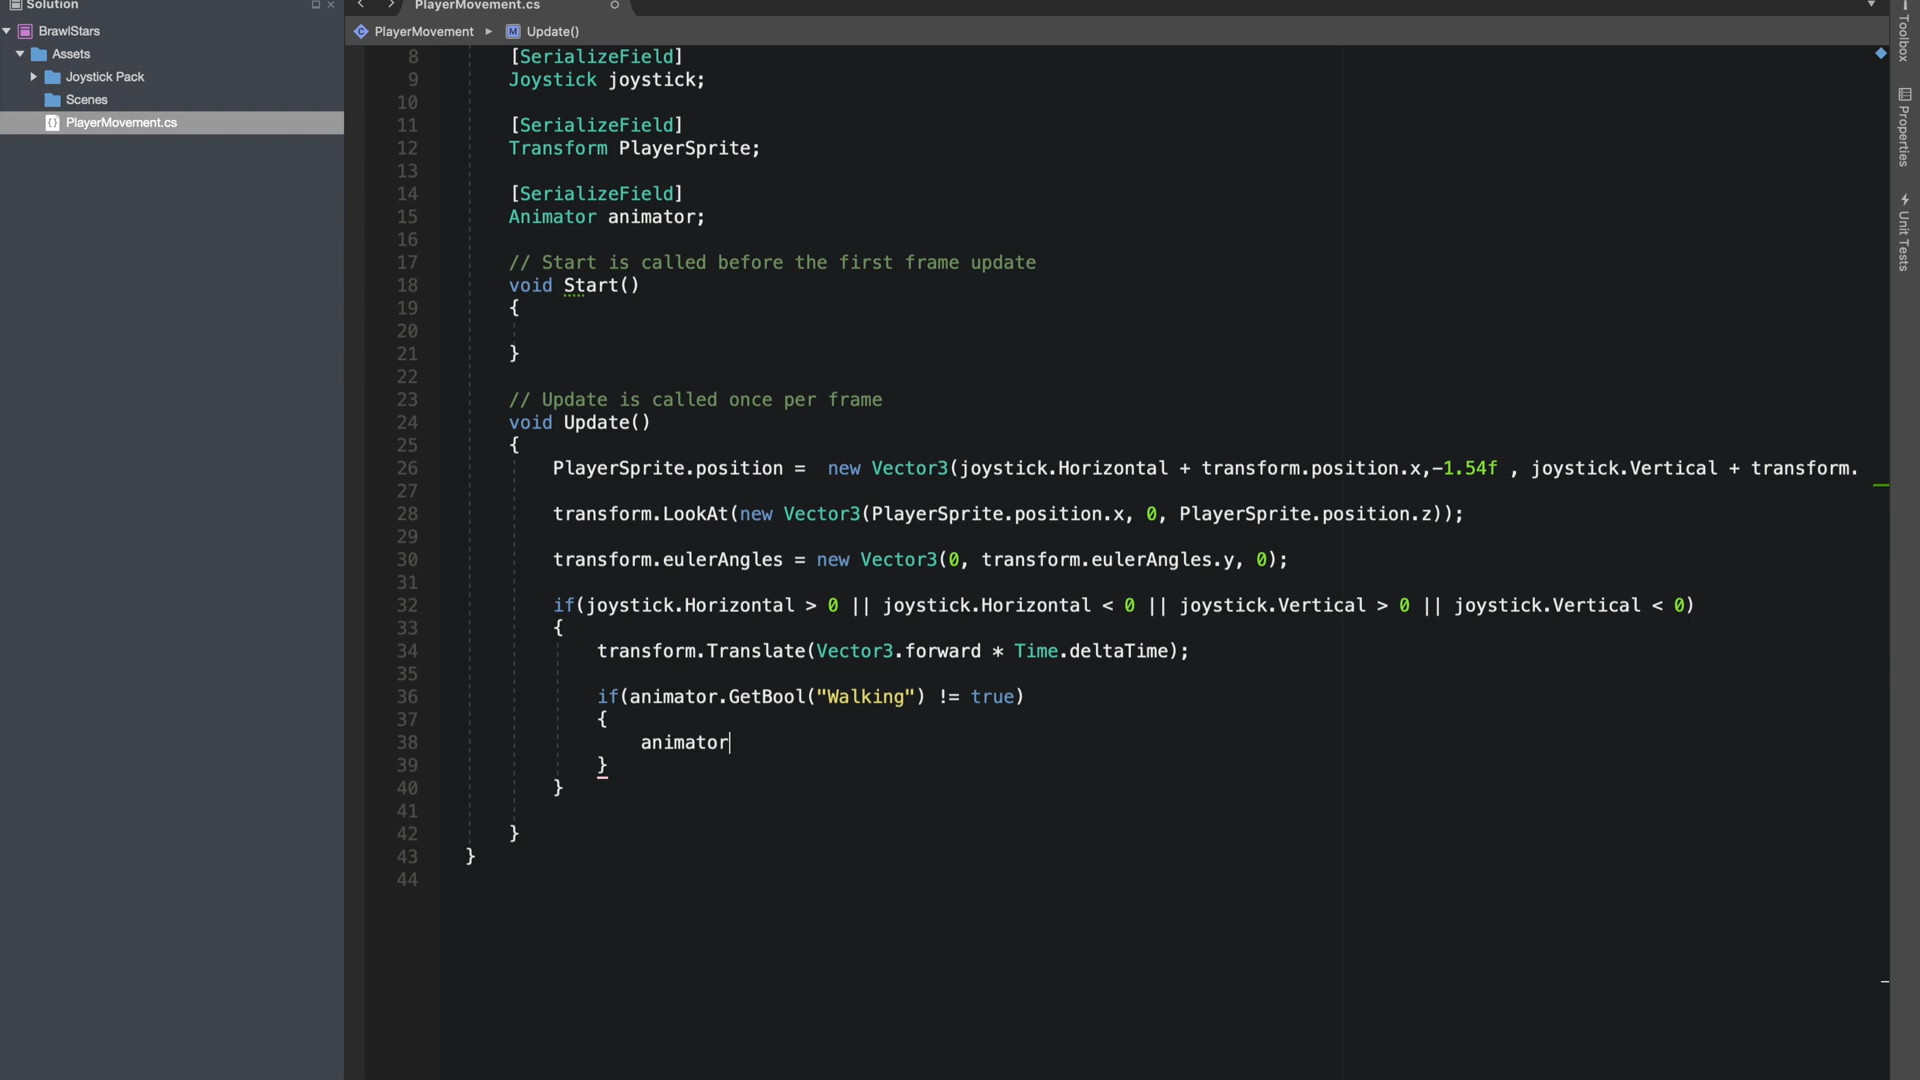 Solution
PlayerMovement.cs
BrawlStars
Assets
Joystick Pack
Scenes
PlayerMovement.cs
PlayerMovement
Update()
8 [SerializeField]
9 Joystick joystick;
10
11 [SerializeField]
12 Transform PlayerSprite;
13
14 [SerializeField]
15 Animator animator;
16
17 // Start is called before the first frame update
18 void Start()
19 {
20
21 }
22
23 // Update is called once per frame
24 void Update()
25 {
26 PlayerSprite.position =  new Vector3(joystick.Horizontal + transform.position.x,-1.54f , joystick.Vertical + transform.
27
28 transform.LookAt(new Vector3(PlayerSprite.position.x, 0, PlayerSprite.position.z));
29
30 transform.eulerAngles = new Vector3(0, transform.eulerAngles.y, 0);
31
32 if(joystick.Horizontal > 0 || joystick.Horizontal < 0 || joystick.Vertical > 0 || joystick.Vertical < 0)
33 {
34 transform.Translate(Vector3.forward * Time.deltaTime);
35
36 if(animator.GetBool("Walking") != true)
37 {
38 animator
39 }
40 }
41
42 }
43 }
44
Toolbox
Properties
Unit Tests